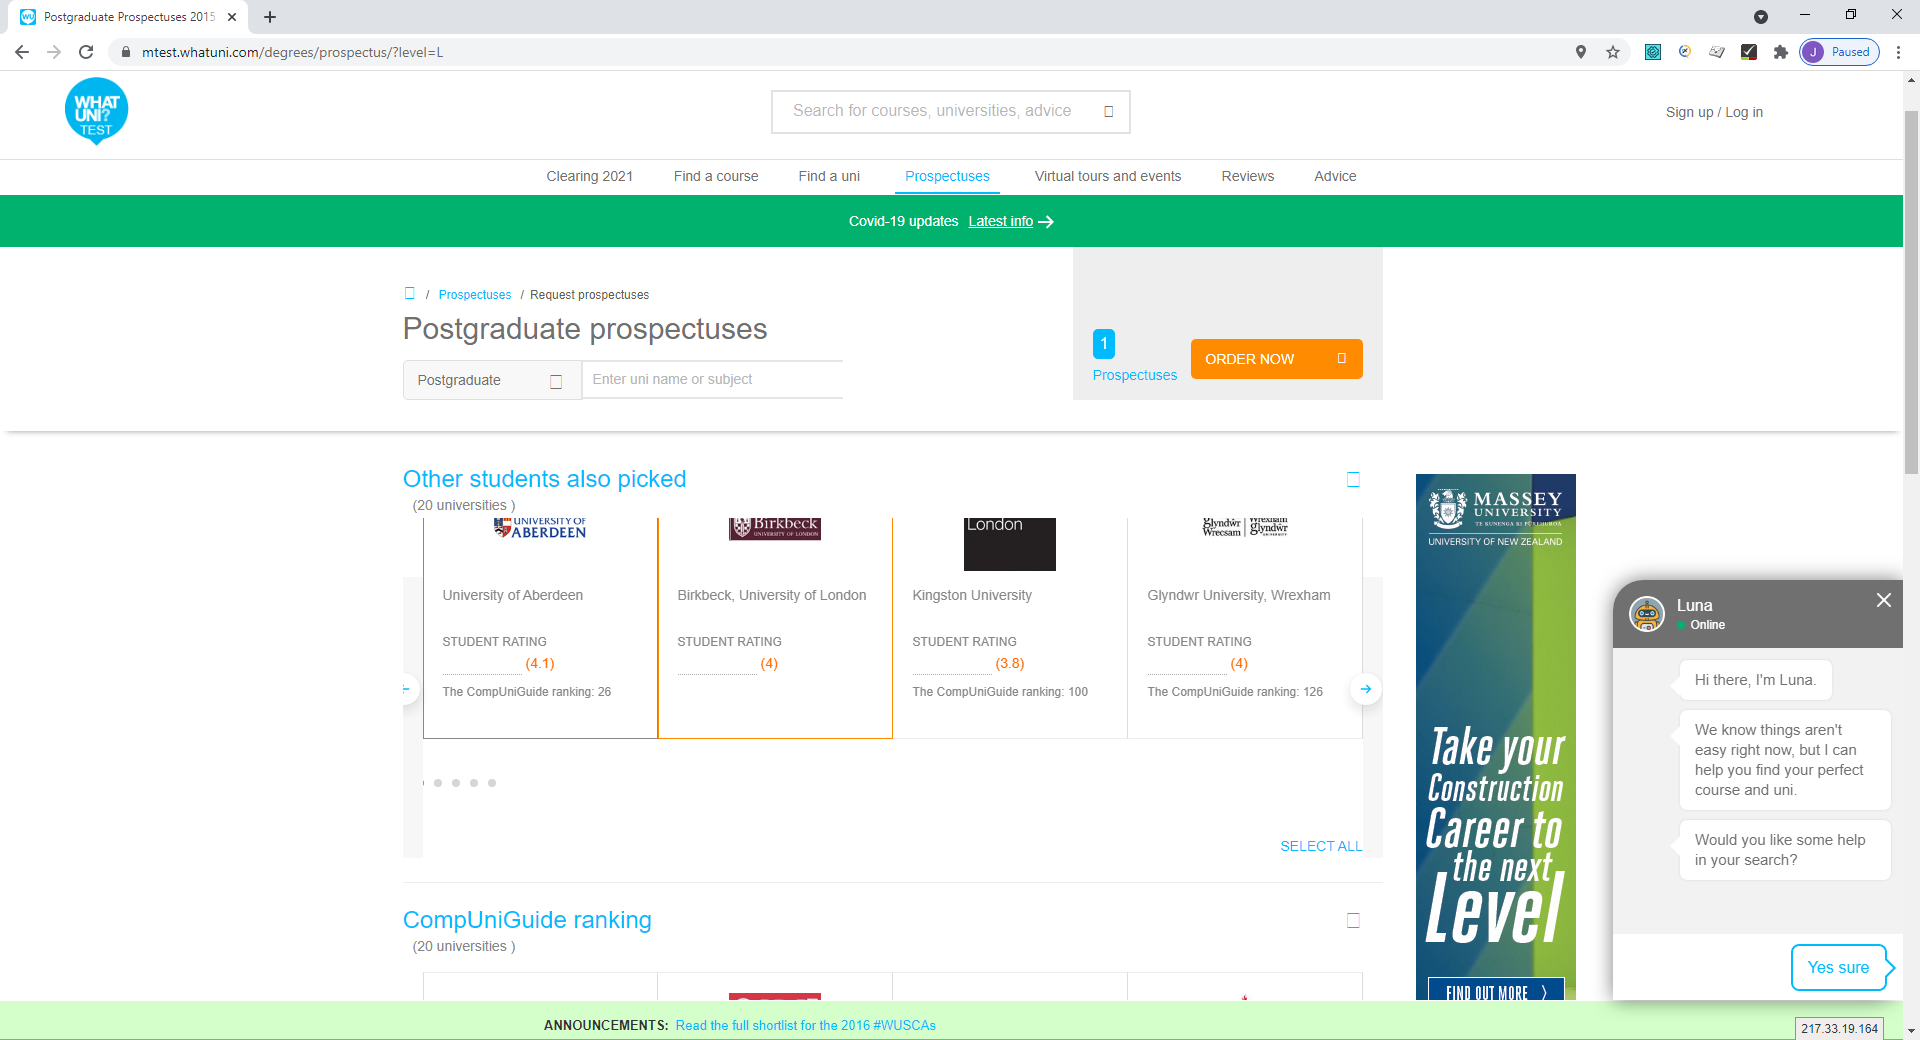 Postgraduate Prospectuses 2015
mtest.whatuni.com/degrees/prospectus/?level=L
J Paused
WHAT
UNI?
TEST
Search for courses, universities, advice
Sign up / Log in
Clearing 2021 Find a course Find a uni Prospectuses Virtual tours and events Reviews Advice
Covid-19 updates Latest info
/ Prospectuses / Request prospectuses
Postgraduate prospectuses
1
Prospectuses
ORDER NOW
Postgraduate
Enter uni name or subject
Other students also picked
(20 universities )
UNIVERSITY OF
ABERDEEN
Birkbeck
UNIVERSITY OF LONDON
London
Glyndŵr Wrexham
Wrecsam glyndŵr
University of Aberdeen
STUDENT RATING
(4.1)
The CompUniGuide ranking: 26
Birkbeck, University of London
STUDENT RATING
(4)
Kingston University
STUDENT RATING
(3.8)
The CompUniGuide ranking: 100
Glyndwr University, Wrexham
STUDENT RATING
(4)
The CompUniGuide ranking: 126
SELECT ALL
CompUniGuide ranking
(20 universities )
MASSEY
UNIVERSITY
TE KUNENGA KI PŪREHUROA
UNIVERSITY OF NEW ZEALAND
Take your
Construction
Career to
the next
Level
FIND OUT MORE
Luna
Online
Hi there, I'm Luna.
We know things aren't
easy right now, but I can
help you find your perfect
course and uni.
Would you like some help
in your search?
Yes sure
ANNOUNCEMENTS: Read the full shortlist for the 2016 #WUSCAs
217.33.19.164